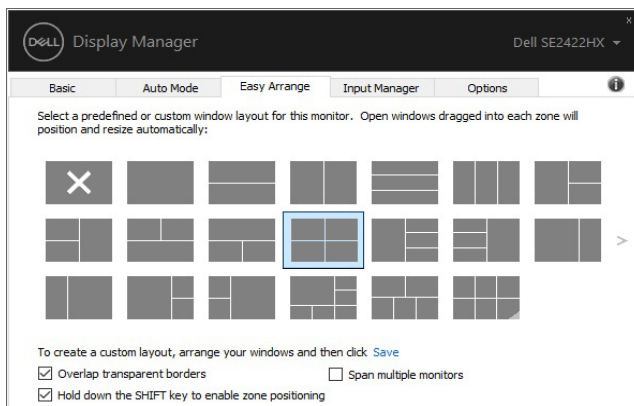 DELL Display Manager
Dell SE2422HX
x
Basic
Auto Mode
Easy Arrange
Input Manager
Options
i
Select a predefined or custom window layout for this monitor. Open windows dragged into each zone will
position and resize automatically:
>
To create a custom layout, arrange your windows and then click Save
Overlap transparent borders
Span multiple monitors
Hold down the SHIFT key to enable zone positioning